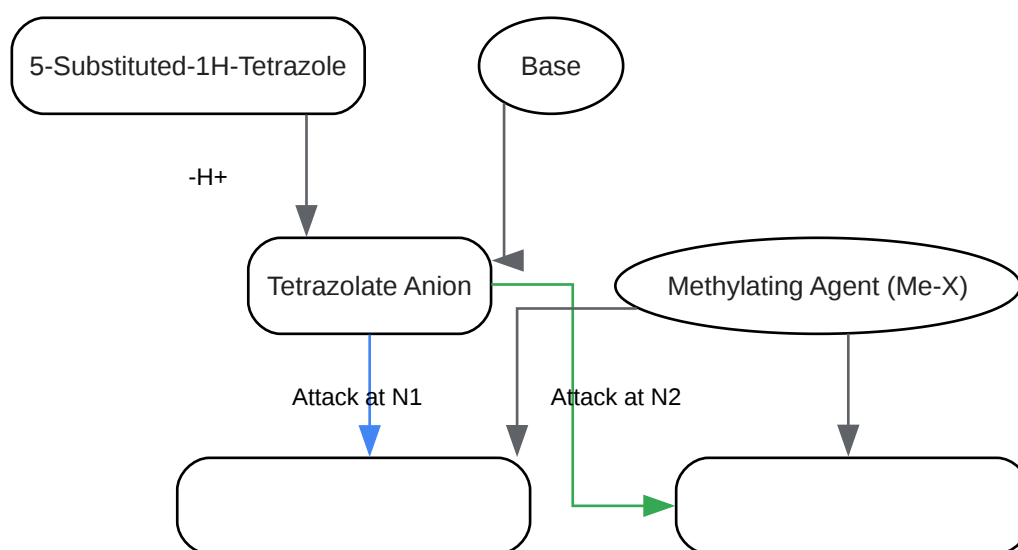 5-Substituted-1H-Tetrazole
Base
-H+
Tetrazolate Anion
Methylating Agent (Me-X)
Attack at N1
Attack at N2